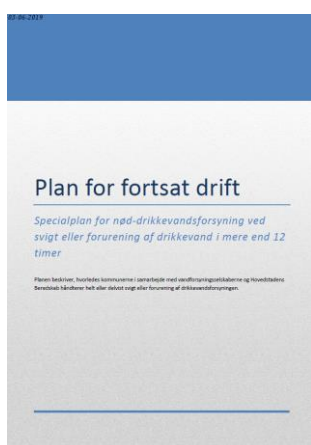 03-06-2019
Plan for fortsat drift
Specialplan for nød-drikkevandsforsyning ved
svigt eller forurening af drikkevand i mere end 12
timer
Planen beskriver, hvorledes kommunerne i samarbejde med vandforsyningsselskaberne og Hovedstadens
Beredskab håndterer helt eller delvist svigt eller forurening af drikkevandsforsyningen.